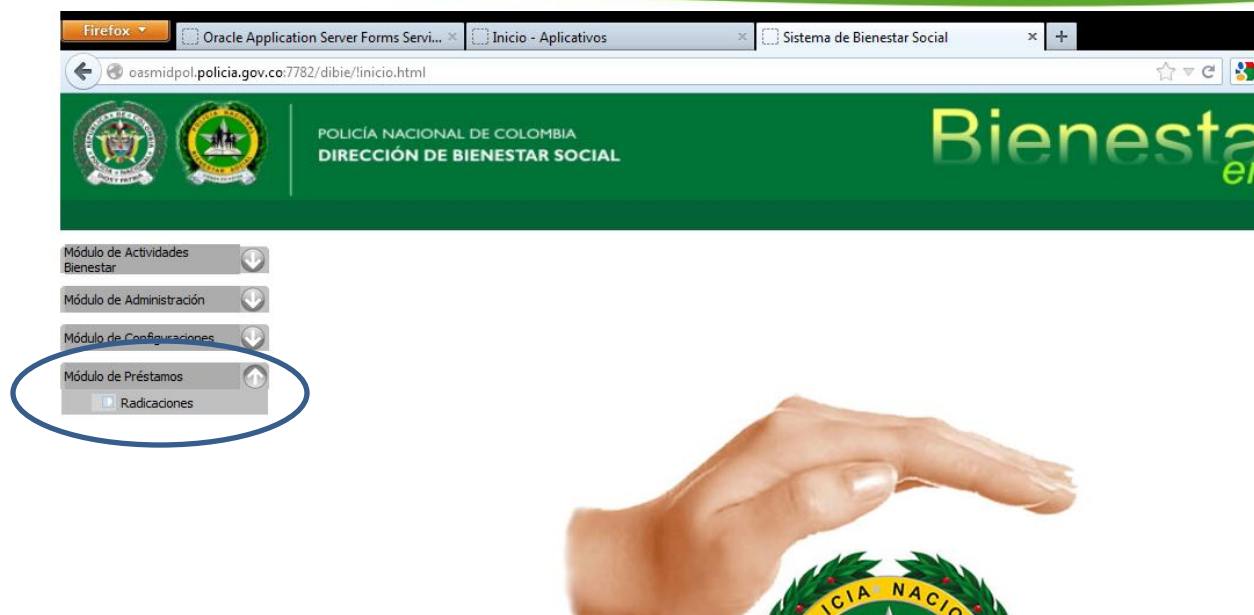 Firefox
Oracle Application Server Forms Servi...
Inicio - Aplicativos
Sistema de Bienestar Social
oasmidpol.policia.gov.co:7782/dibie/!inicio.html
POLICÍA NACIONAL DE COLOMBIA
DIRECCIÓN DE BIENESTAR SOCIAL
Bienesta
er
Módulo de Actividades
Bienestar
Módulo de Administración
Módulo de Configuraciones
Módulo de Préstamos
Radicaciones